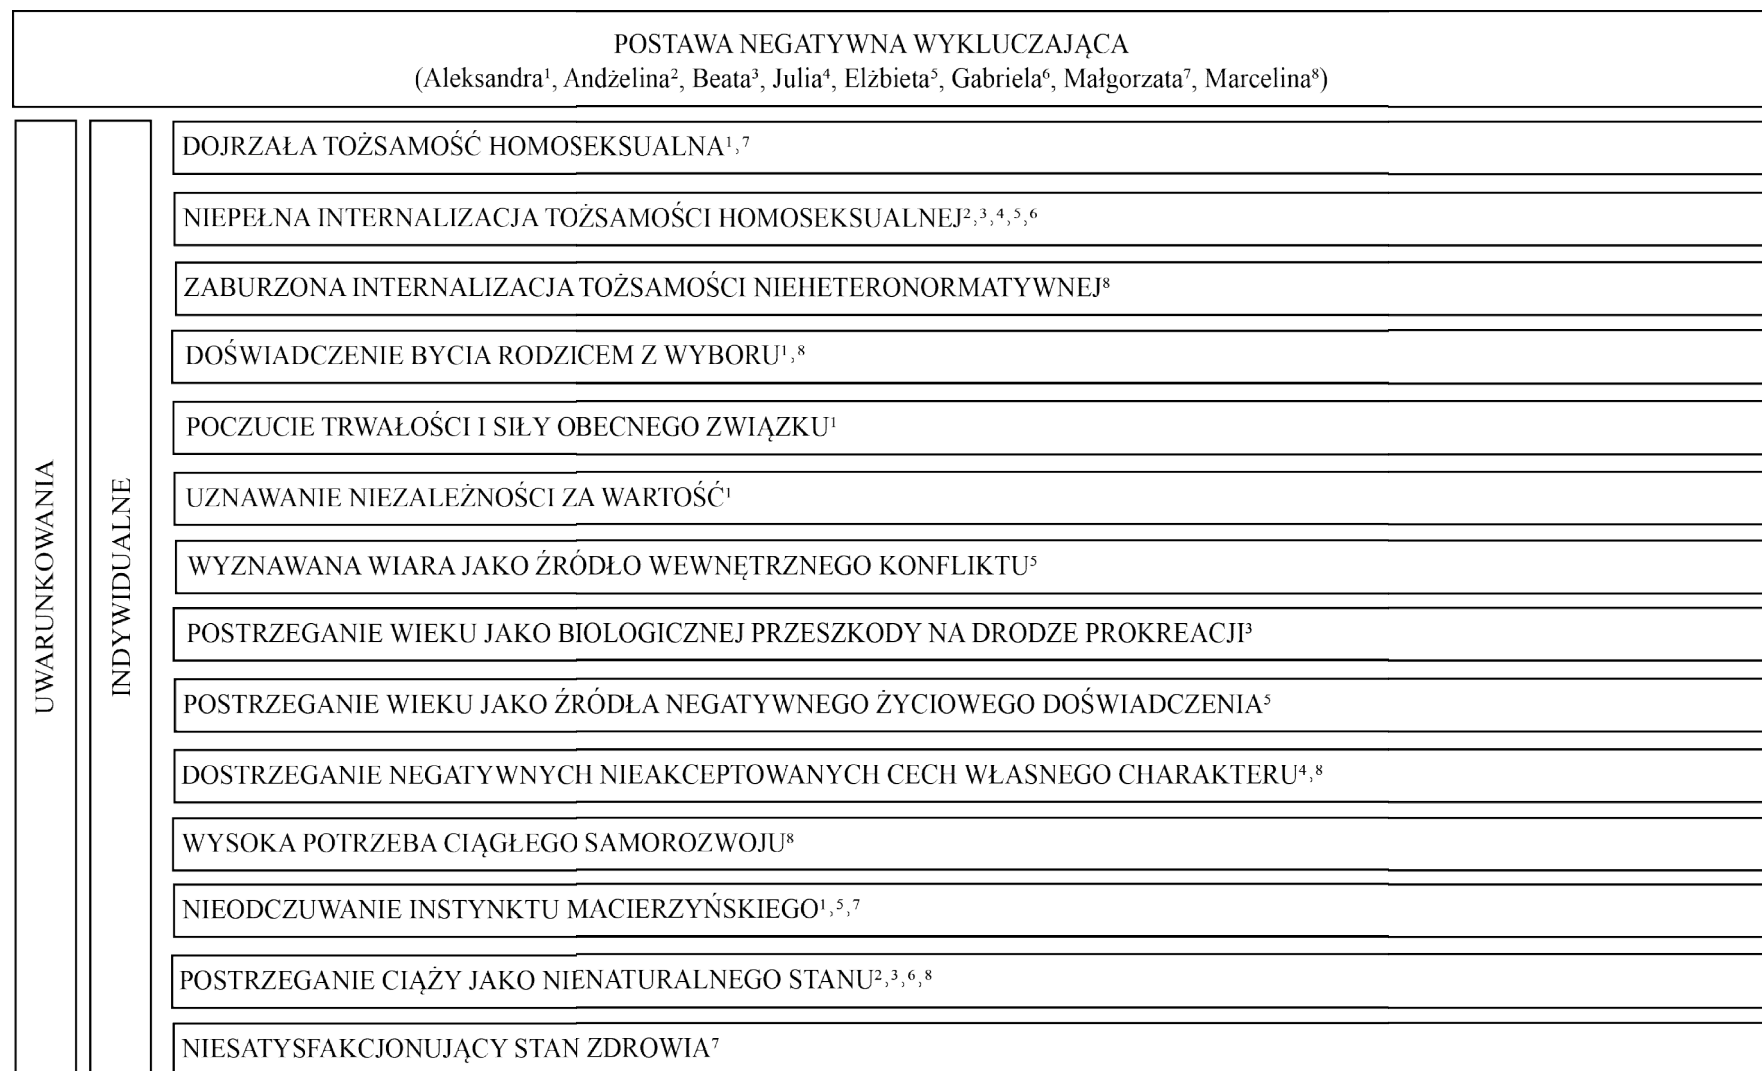 POSTAWA NEGATYWNA WYKLUCZAJĄCA
(Aleksandra¹, Andżelina², Beata³, Julia⁴, Elżbieta⁵, Gabriela⁶, Małgorzata⁷, Marcelina⁸)
UWARUNKOWANIA
INDYWIDUALNE
DOJRZAŁA TOŻSAMOŚĆ HOMOSEKSUALNA¹,⁷
NIEPEŁNA INTERNALIZACJA TOŻSAMOŚCI HOMOSEKSUALNEJ²,³,⁴,⁵,⁶
ZABURZONA INTERNALIZACJA TOŻSAMOŚCI NIEHETERONORMATYWNEJ⁸
DOŚWIADCZENIE BYCIA RODZICEM Z WYBORU¹,⁸
POCZUCIE TRWAŁOŚCI I SIŁY OBECNEGO ZWIĄZKU¹
UZNAWANIE NIEZALEŻNOŚCI ZA WARTOŚĆ¹
WYZNAWANA WIARA JAKO ŹRÓDŁO WEWNĘTRZNEGO KONFLIKTU⁵
POSTRZEGANIE WIEKU JAKO BIOLOGICZNEJ PRZESZKODY NA DRODZE PROKREACJI³
POSTRZEGANIE WIEKU JAKO ŹRÓDŁA NEGATYWNEGO ŻYCIOWEGO DOŚWIADCZENIA⁵
DOSTRZEGANIE NEGATYWNYCH NIEAKCEPTOWANYCH CECH WŁASNEGO CHARAKTERU⁴,⁸
WYSOKA POTRZEBA CIĄGŁEGO SAMOROZWOJU⁸
NIEODCZUWANIE INSTYNKTU MACIERZYŃSKIEGO¹,⁵,⁷
POSTRZEGANIE CIĄŻY JAKO NIENATURALNEGO STANU²,³,⁶,⁸
NIESATYSFAKCJONUJĄCY STAN ZDROWIA⁷